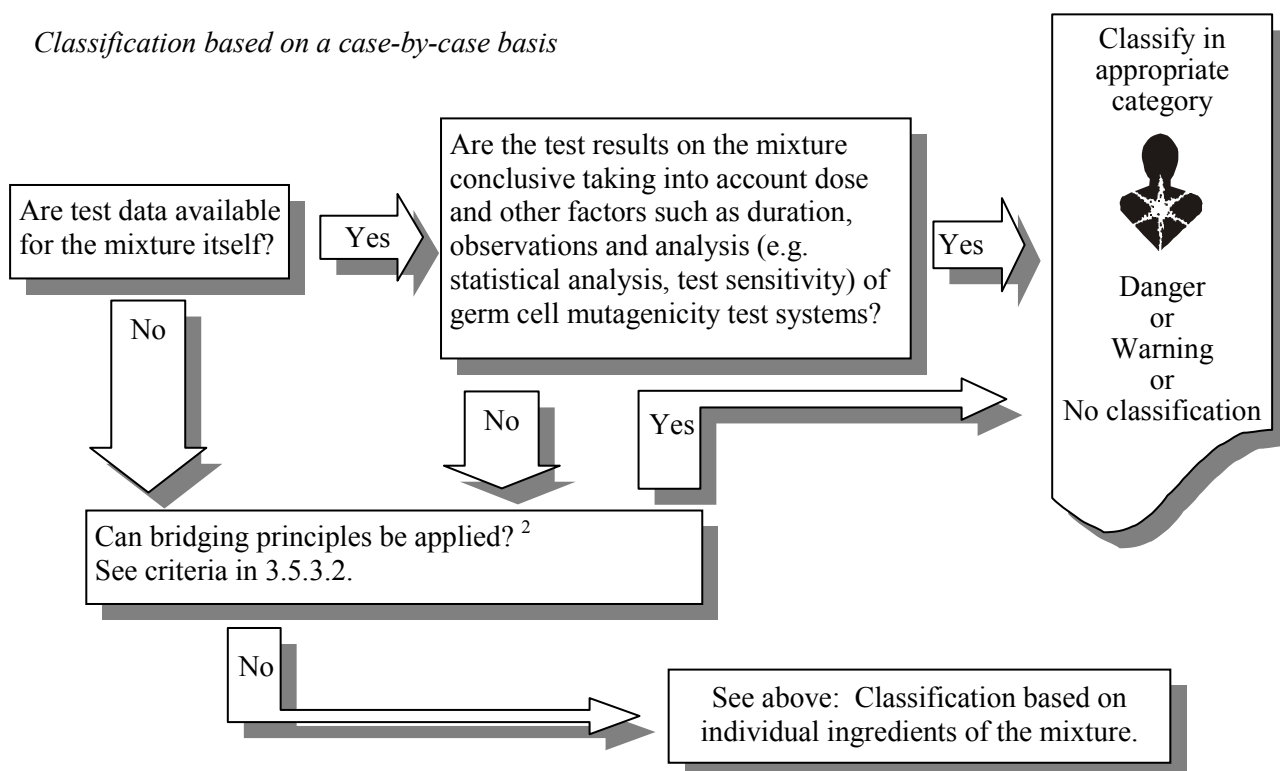 Classification based on a case-by-case basis
Are test data available
for the mixture itself?
Yes
Are the test results on the mixture
conclusive taking into account dose
and other factors such as duration,
observations and analysis (e.g.
statistical analysis, test sensitivity) of
germ cell mutagenicity test systems?
Yes
Classify in
appropriate
category
Danger
or
Warning
or
No classification
No
No
Yes
Can bridging principles be applied? 2
See criteria in 3.5.3.2.
No
See above: Classification based on
individual ingredients of the mixture.